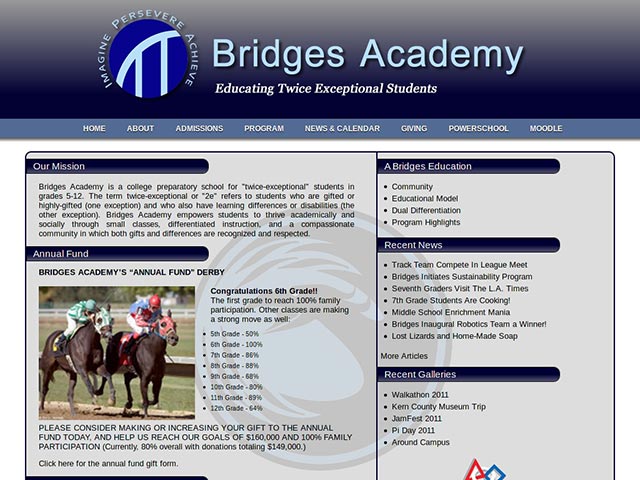 IMAGINE PERSEVERE ACHIEVE
Bridges Academy
Educating Twice Exceptional Students
HOME ABOUT ADMISSIONS PROGRAM NEWS & CALENDAR GIVING POWERSCHOOL MOODLE
Our Mission
Bridges Academy is a college preparatory school for "twice-exceptional" students in
grades 5-12. The term twice-exceptional or "2e" refers to students who are gifted or
highly-gifted (one exception) and who also have learning differences or disabilities (the
other exception). Bridges Academy empowers students to thrive academically and
socially through small classes, differentiated instruction, and a compassionate
community in which both gifts and differences are recognized and respected.
Annual Fund
BRIDGES ACADEMY'S "ANNUAL FUND" DERBY
Congratulations 6th Grade!!
The first grade to reach 100% family
participation. Other classes are making
a strong move as well:
5th Grade - 50%
6th Grade - 100%
7th Grade - 86%
8th Grade - 88%
9th Grade - 68%
10th Grade - 80%
11th Grade - 89%
12th Grade - 64%
PLEASE CONSIDER MAKING OR INCREASING YOUR GIFT TO THE ANNUAL
FUND TODAY, AND HELP US REACH OUR GOALS OF $160,000 AND 100% FAMILY
PARTICIPATION (Currently, 80% overall with donations totaling $149,000.)
Click here for the annual fund gift form.
A Bridges Education
Community
Educational Model
Dual Differentiation
Program Highlights
Recent News
Track Team Compete In League Meet
Bridges Initiates Sustainability Program
Seventh Graders Visit The L.A. Times
7th Grade Students Are Cooking!
Middle School Enrichment Mania
Bridges Inaugural Robotics Team a Winner!
Lost Lizards and Home-Made Soap
More Articles
Recent Galleries
Walkathon 2011
Kern County Museum Trip
JamFest 2011
Pi Day 2011
Around Campus